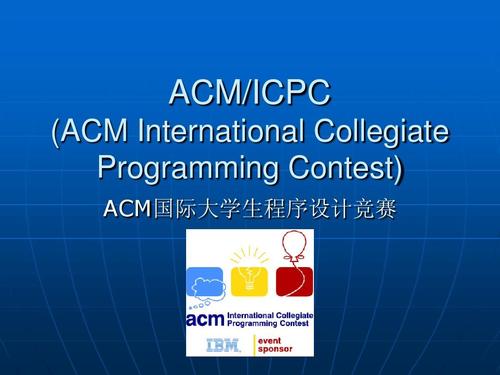 ACM/ICPC
(ACM International Collegiate
Programming Contest)
ACM国际大学生程序设计竞赛
acm International Collegiate
Programming Contest
IBM. event
sponsor